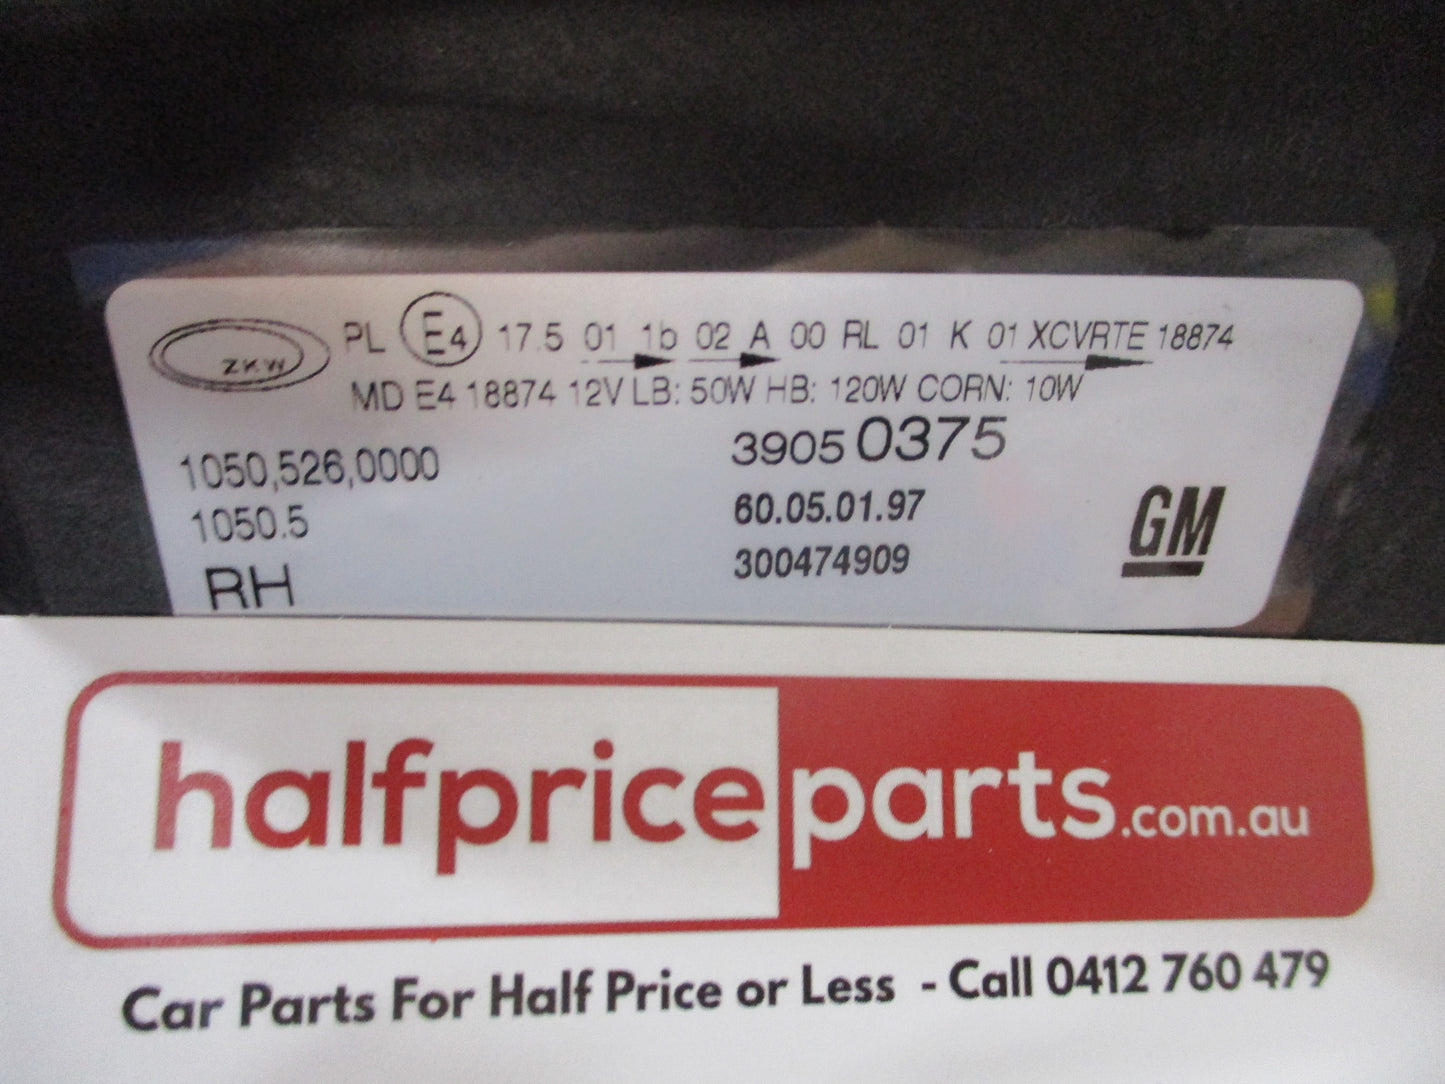 ZKW
PL E4 17.5 01 1b 02 A 00 RL 01 K 01 XCVRTE 18874
MD E4 18874 12V LB: 50W HB: 120W CORN: 10W
1050,526,0000
1050.5
RH
3905 0375
60.05.01.97
300474909
GM
halfpriceparts.com.au
Car Parts For Half Price or Less - Call 0412 760 479